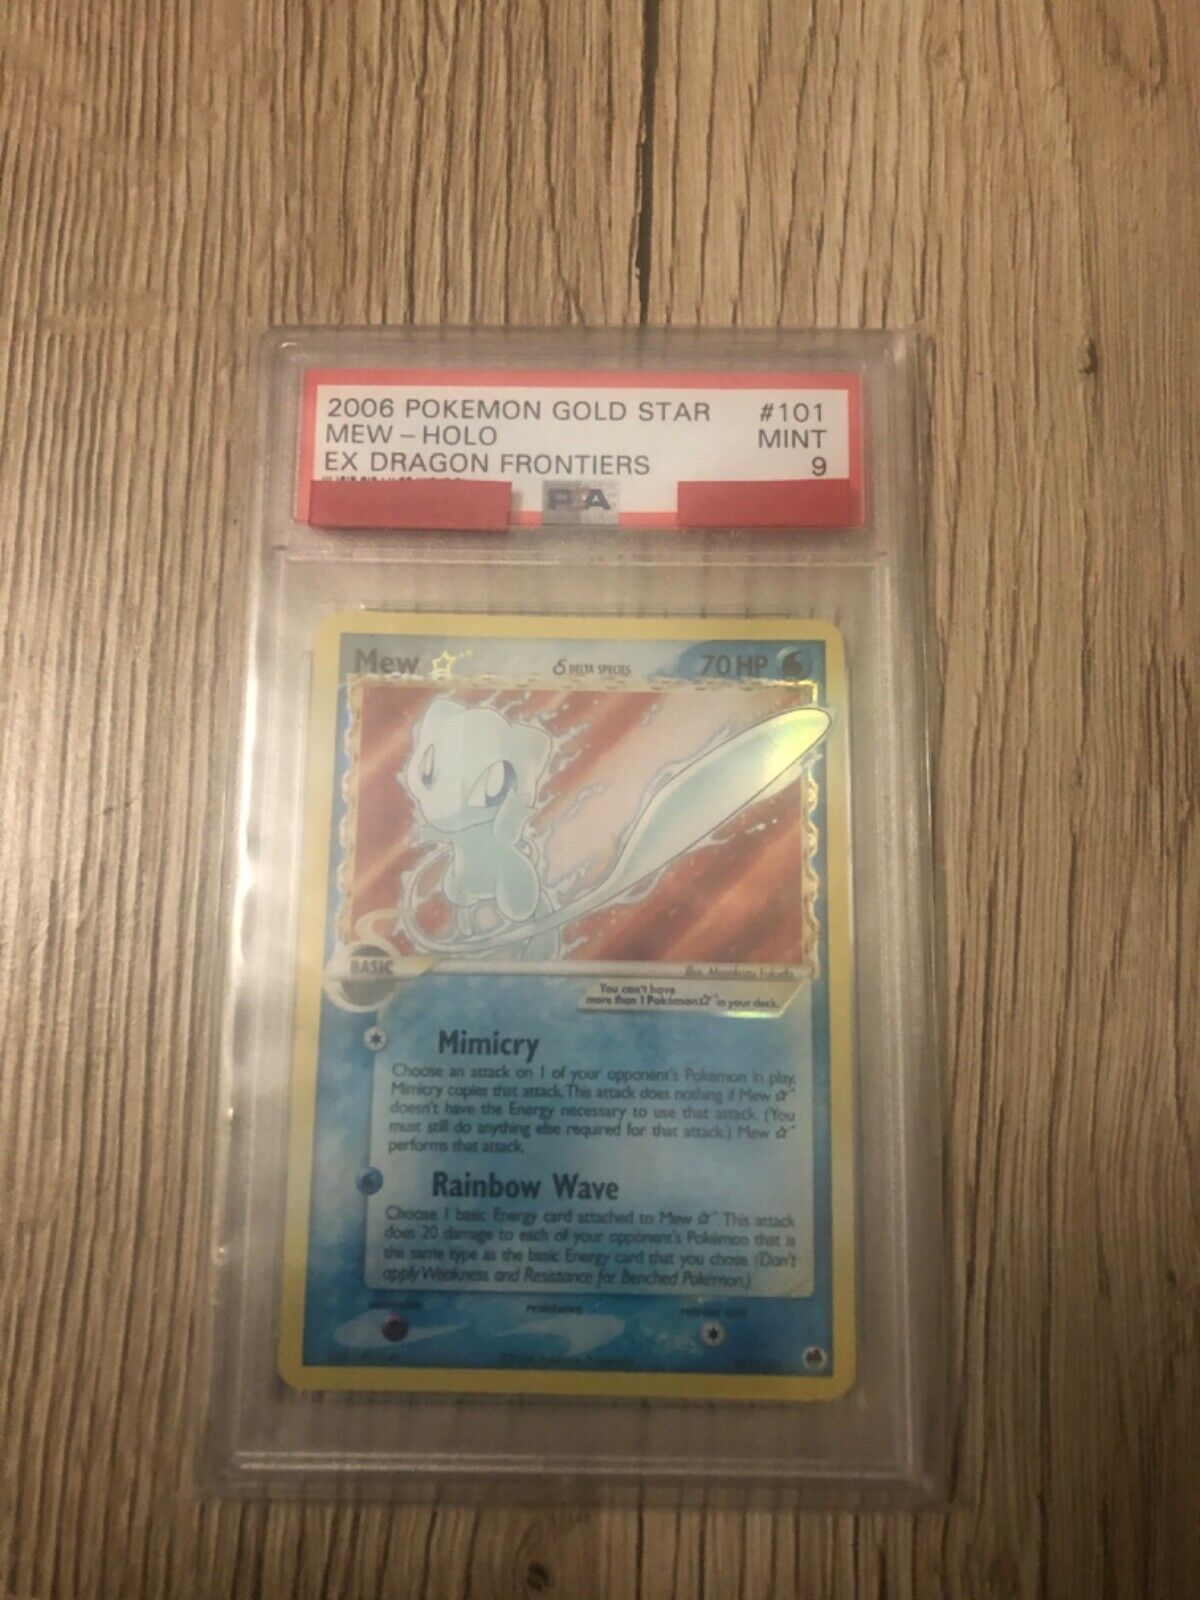 2006 POKEMON GOLD STAR #101
MEW – HOLO MINT
EX DRAGON FRONTIERS 9
PSA
Mew ☆ δ DELTA SPECIES 70 HP
BASIC
Illus. Masakazu Fukuda
You can't have
more than 1 Pokémon ☆ in your deck.
Mimicry
Choose an attack on 1 of your opponent's Pokémon in play.
Mimicry copies that attack. This attack does nothing if Mew ☆
doesn't have the Energy necessary to use that attack. (You
must still do anything else required for that attack.) Mew ☆
performs that attack.
Rainbow Wave
Choose 1 basic Energy card attached to Mew ☆. This attack
does 20 damage to each of your opponent's Pokémon that is
the same type as the basic Energy card that you chose. (Don't
apply Weakness and Resistance for Benched Pokémon.)
weakness resistance retreat cost